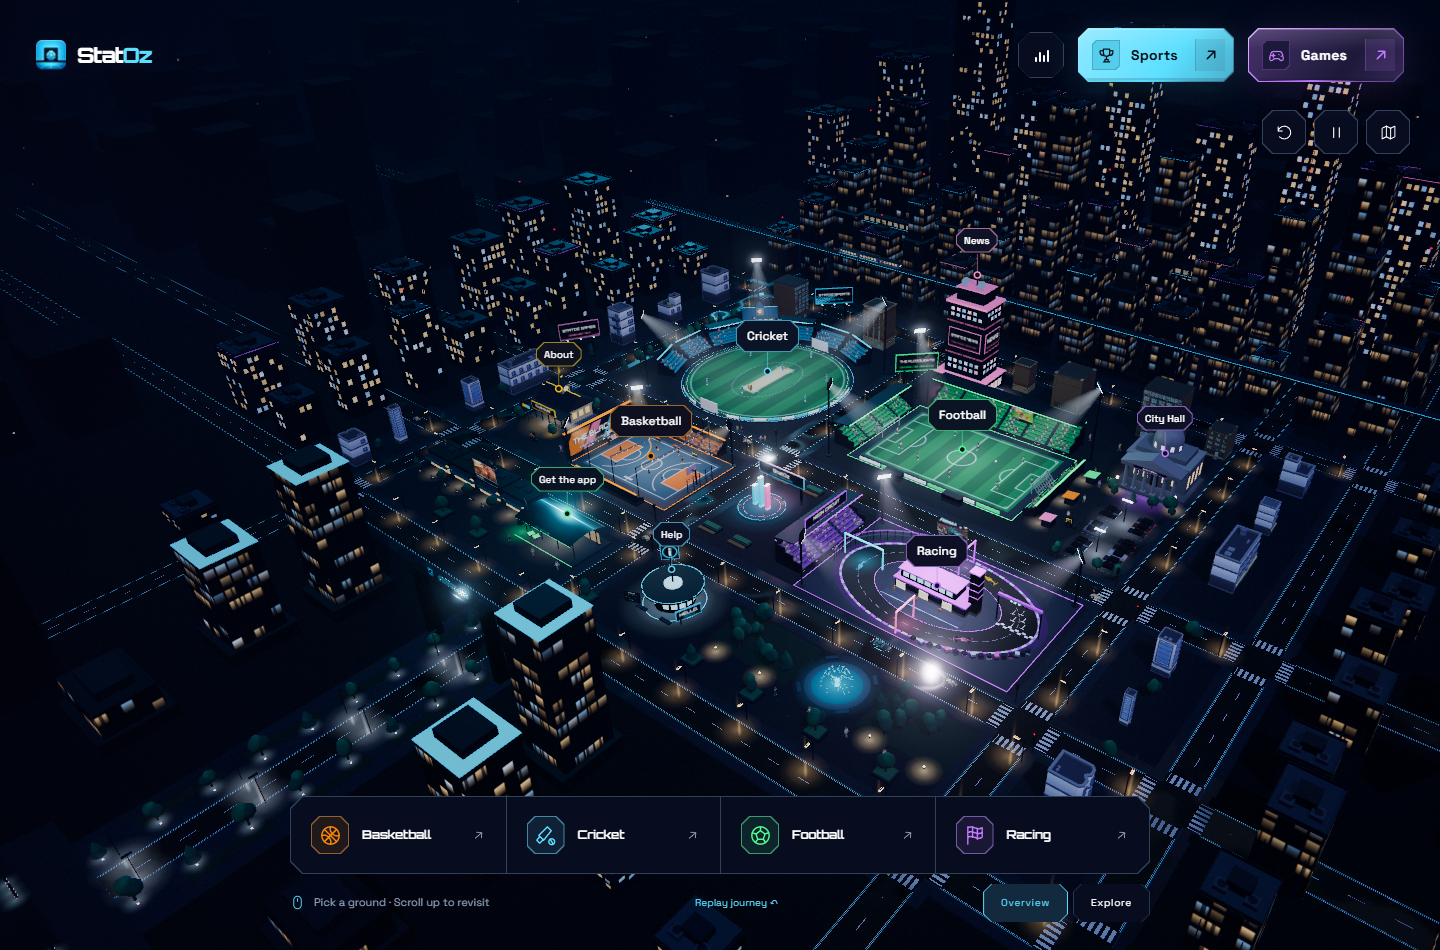 StatOz
Sports
Games
News
Cricket
About
Basketball
Football
City Hall
Get the app
Help
Racing
Basketball
Cricket
Football
Racing
Pick a ground · Scroll up to revisit
Replay journey
Overview
Explore